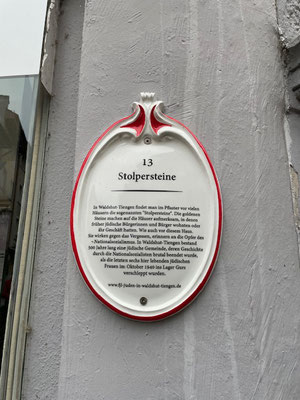 13
Stolpersteine
In Waldshut-Tiengen findet man im Pflaster vor vielen
Häusern die sogenannten "Stolpersteine". Die goldenen
Steine machen auf die Häuser aufmerksam, in denen
früher jüdische Bürgerinnen und Bürger wohnten oder
ihr Geschäft hatten. Wie auch vor diesem Haus.
Sie wirken gegen das Vergessen, erinnern an die Opfer des
Nationalsozialismus. In Waldshut-Tiengen bestand
300 Jahre lang eine jüdische Gemeinde, deren Geschichte
durch die Nationalsozialisten brutal beendet wurde,
als die letzten sechs hier lebenden jüdischen
Frauen im Oktober 1940 ins Lager Gurs
verschleppt wurden.
www.fjl-juden-in-waldshut-tiengen.de